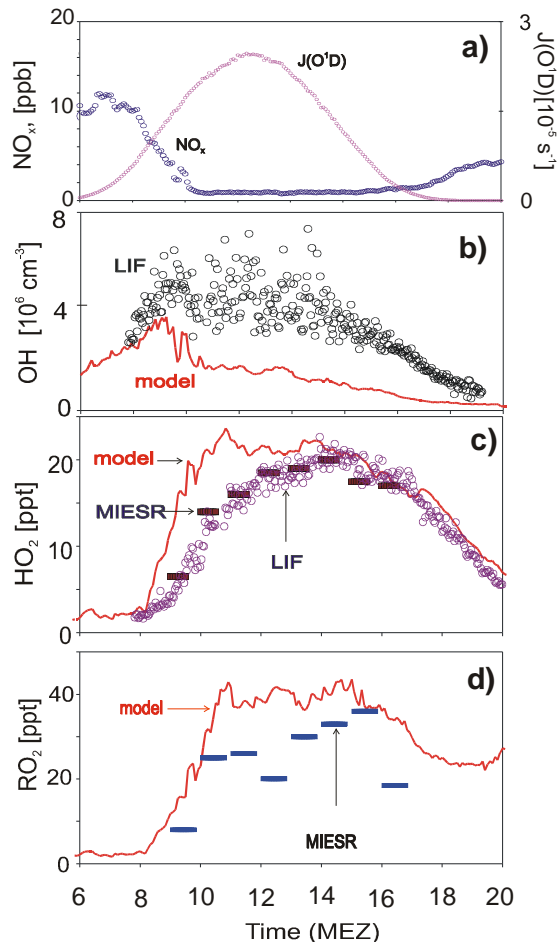 20
10
0
NOₓ, [ppb]
a)
J(O¹D)
NOₓ
3
0
J(O¹D)[10⁻⁵ s⁻¹]
8
4
0
OH [10⁶ cm⁻³]
b)
LIF
model
20
10
0
HO₂ [ppt]
c)
model
MIESR
LIF
40
20
0
RO₂ [ppt]
d)
model
MIESR
6 8 10 12 14 16 18 20
Time (MEZ)